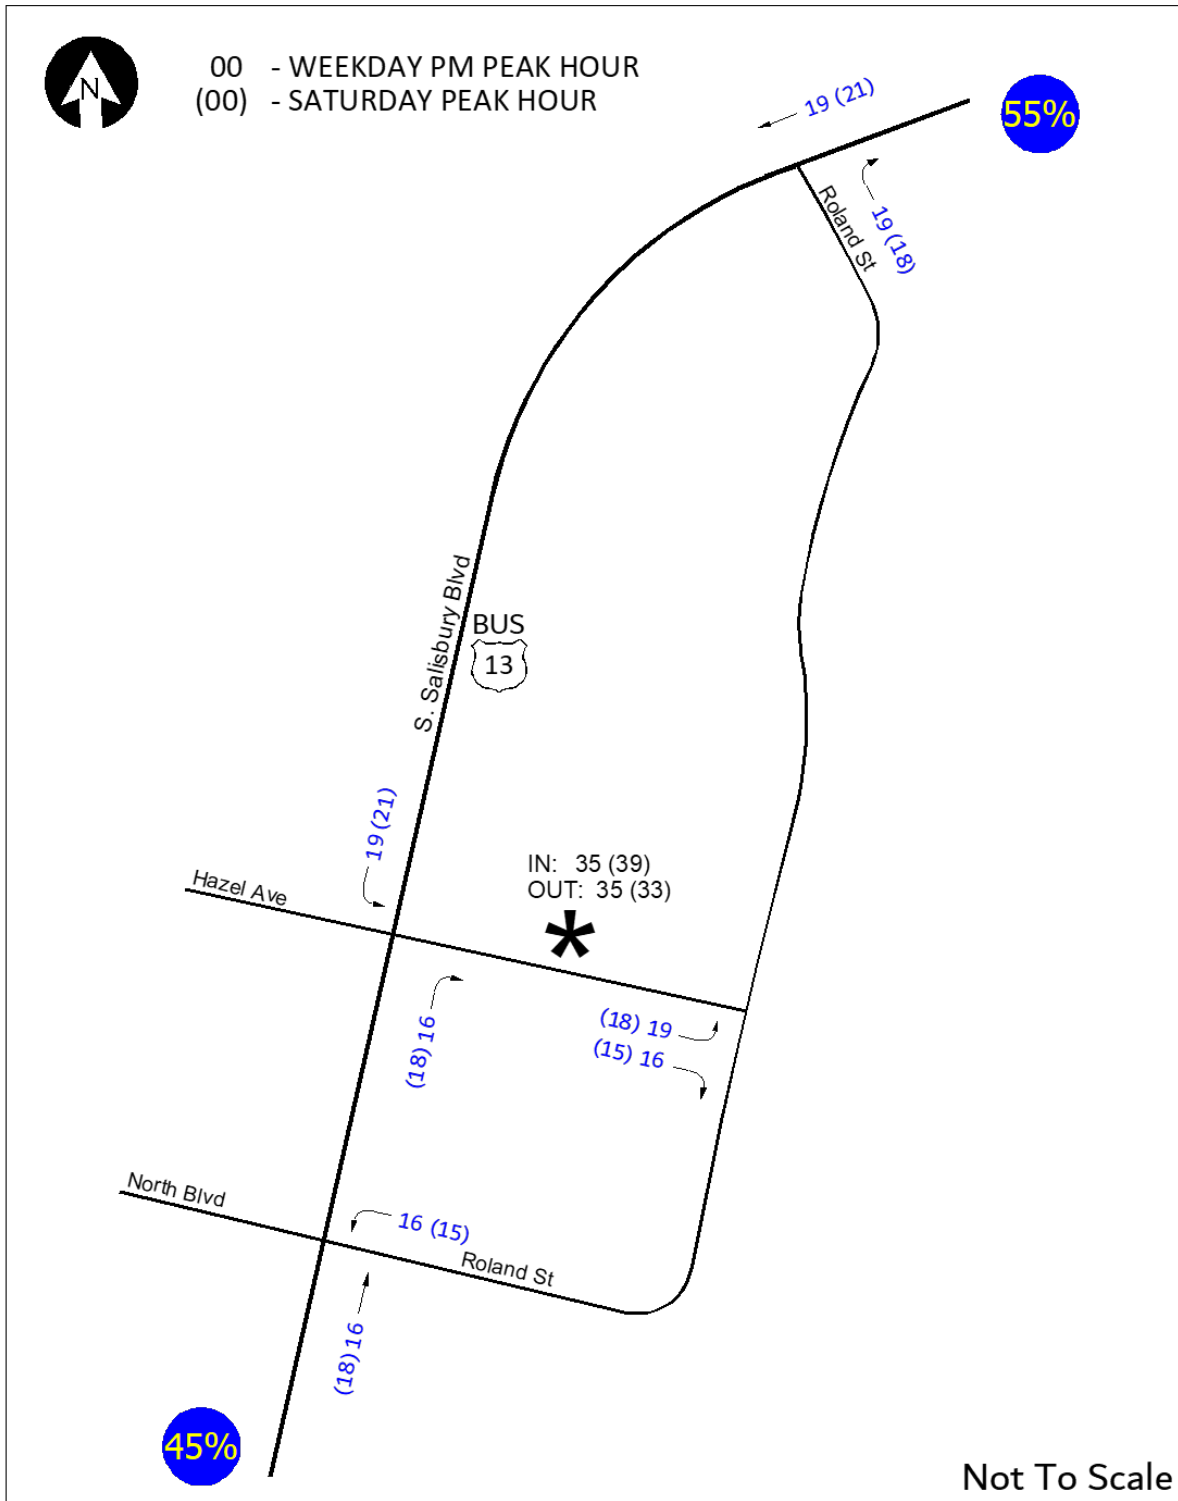 N
00 - WEEKDAY PM PEAK HOUR
(00) - SATURDAY PEAK HOUR
19 (21)
55%
Roland St
19 (18)
S. Salisbury Blvd
BUS
13
19 (21)
Hazel Ave
IN: 35 (39)
OUT: 35 (33)
*
(18) 16
(18) 19
(15) 16
North Blvd
16 (15)
Roland St
(18) 16
45%
Not To Scale